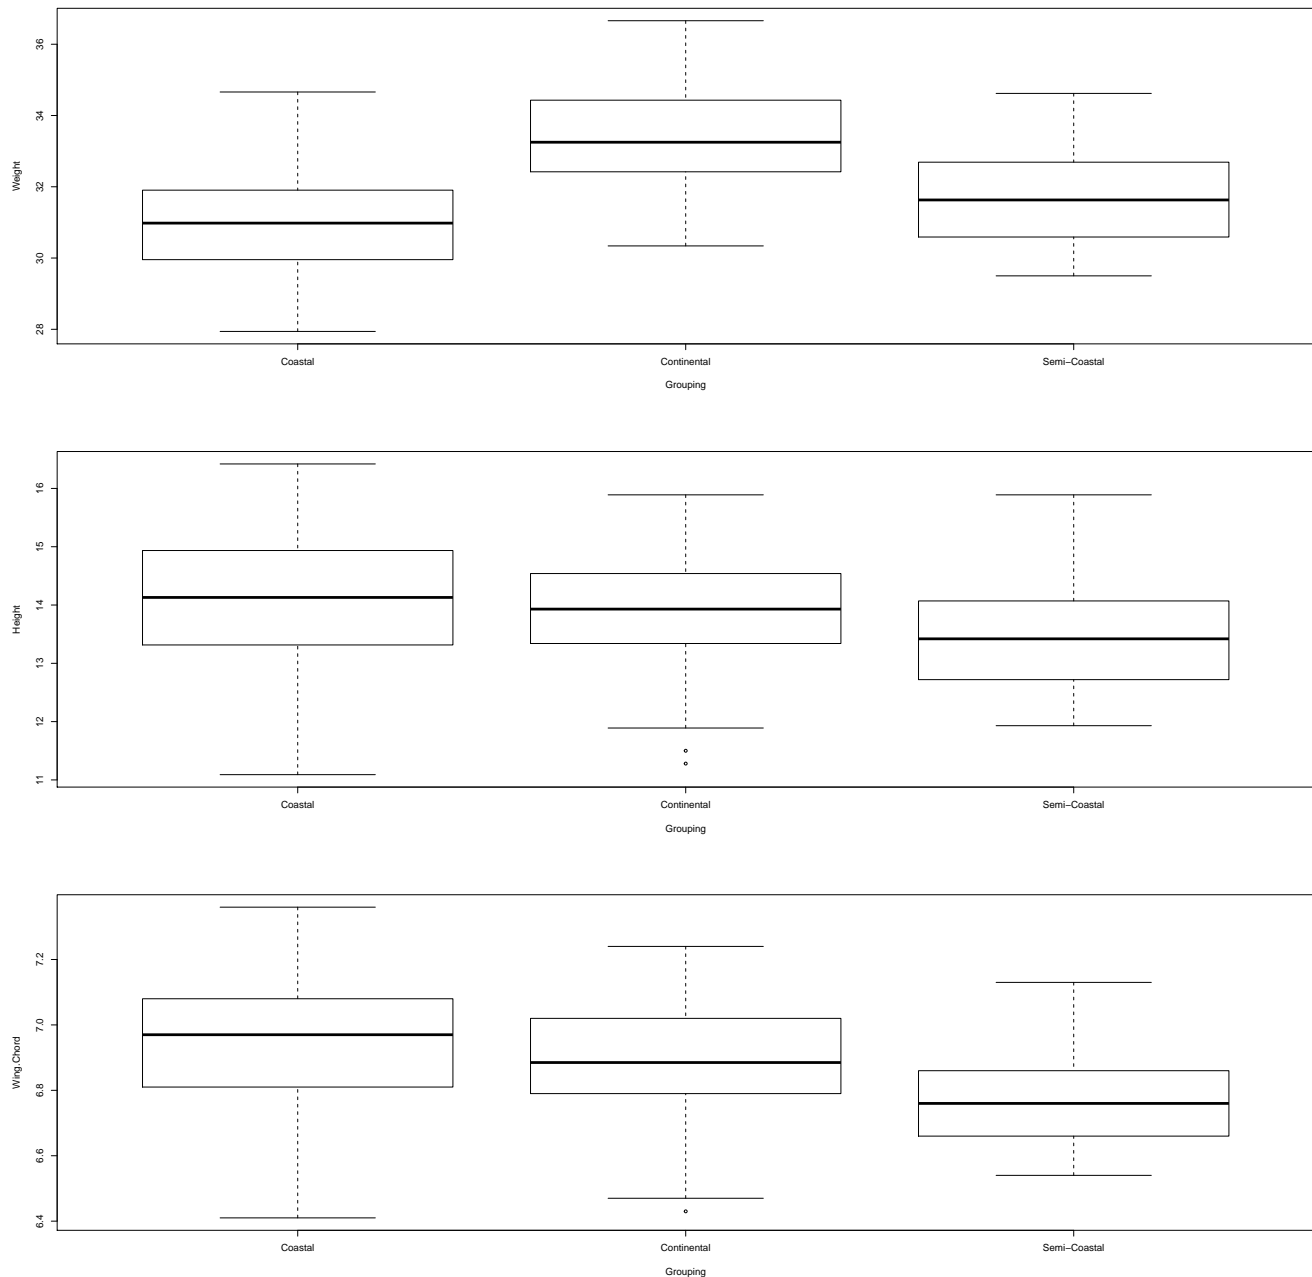 Weight
36
34
32
30
28
Coastal Continental Semi−Coastal
Grouping
Height
16
15
14
13
12
11
Coastal Continental Semi−Coastal
Grouping
Wing.Chord
7.2
7.0
6.8
6.6
6.4
Coastal Continental Semi−Coastal
Grouping